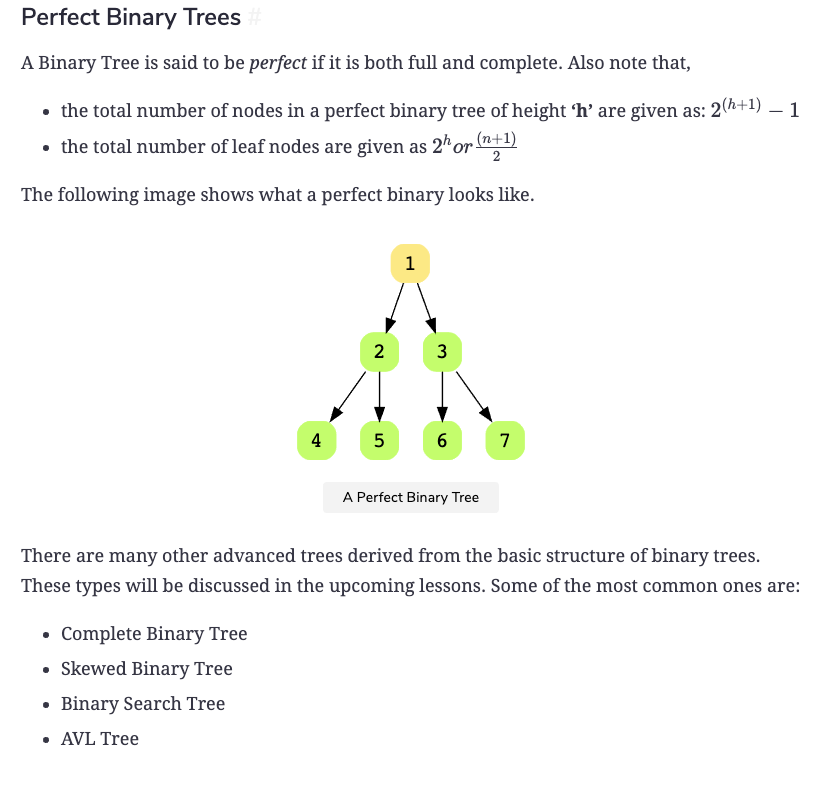 Perfect Binary Trees #
A Binary Tree is said to be perfect if it is both full and complete. Also note that,
• the total number of nodes in a perfect binary tree of height ‘h’ are given as: 2^(h+1) − 1
• the total number of leaf nodes are given as 2^h or (n+1)/2
The following image shows what a perfect binary looks like.
1
2 3
4 5 6 7
A Perfect Binary Tree
There are many other advanced trees derived from the basic structure of binary trees.
These types will be discussed in the upcoming lessons. Some of the most common ones are:
• Complete Binary Tree
• Skewed Binary Tree
• Binary Search Tree
• AVL Tree